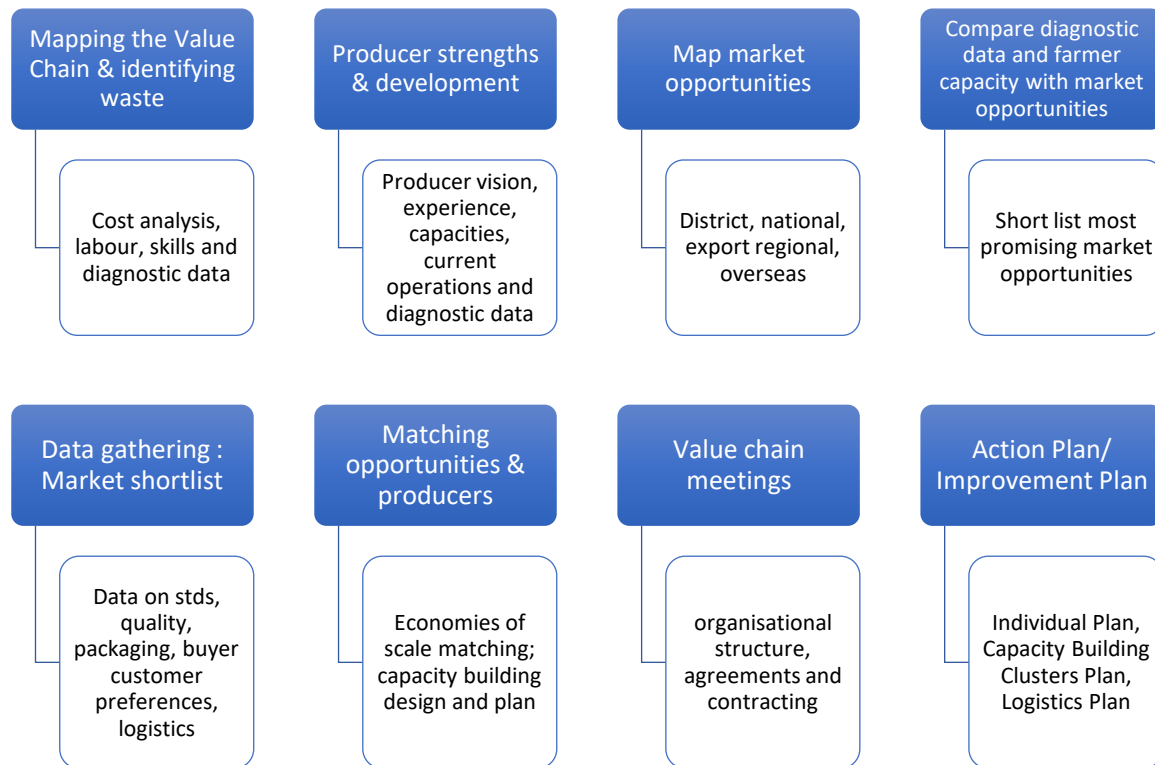 Mapping the Value
Chain & identifying
waste
Cost analysis,
labour, skills and
diagnostic data
Producer strengths
& development
Producer vision,
experience,
capacities,
current
operations and
diagnostic data
Map market
opportunities
District, national,
export regional,
overseas
Compare diagnostic
data and farmer
capacity with market
opportunities
Short list most
promising market
opportunities
Data gathering :
Market shortlist
Data on stds,
quality,
packaging, buyer
customer
preferences,
logistics
Matching
opportunities &
producers
Economies of
scale matching;
capacity building
design and plan
Value chain
meetings
organisational
structure,
agreements and
contracting
Action Plan/
Improvement Plan
Individual Plan,
Capacity Building
Clusters Plan,
Logistics Plan